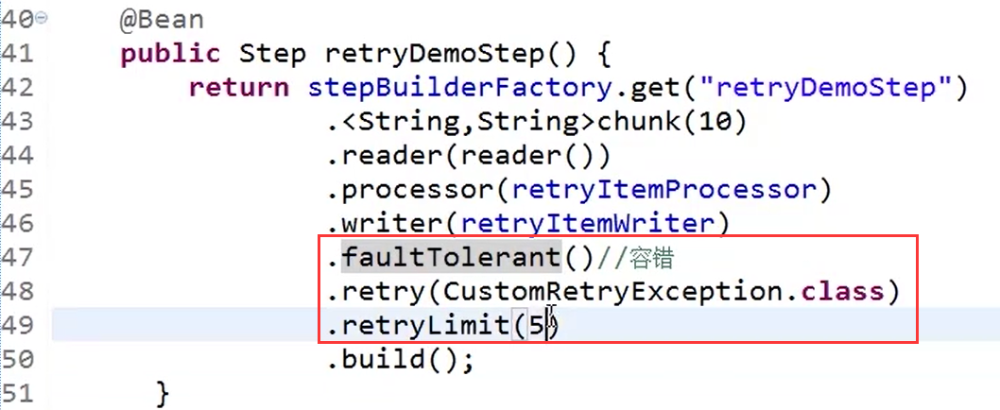 40 @Bean
41 public Step retryDemoStep() {
42 return stepBuilderFactory.get("retryDemoStep")
43 .<String,String>chunk(10)
44 .reader(reader())
45 .processor(retryItemProcessor)
46 .writer(retryItemWriter)
47 .faultTolerant()//容错
48 .retry(CustomRetryException.class)
49 .retryLimit(5)
50 .build();
51 }